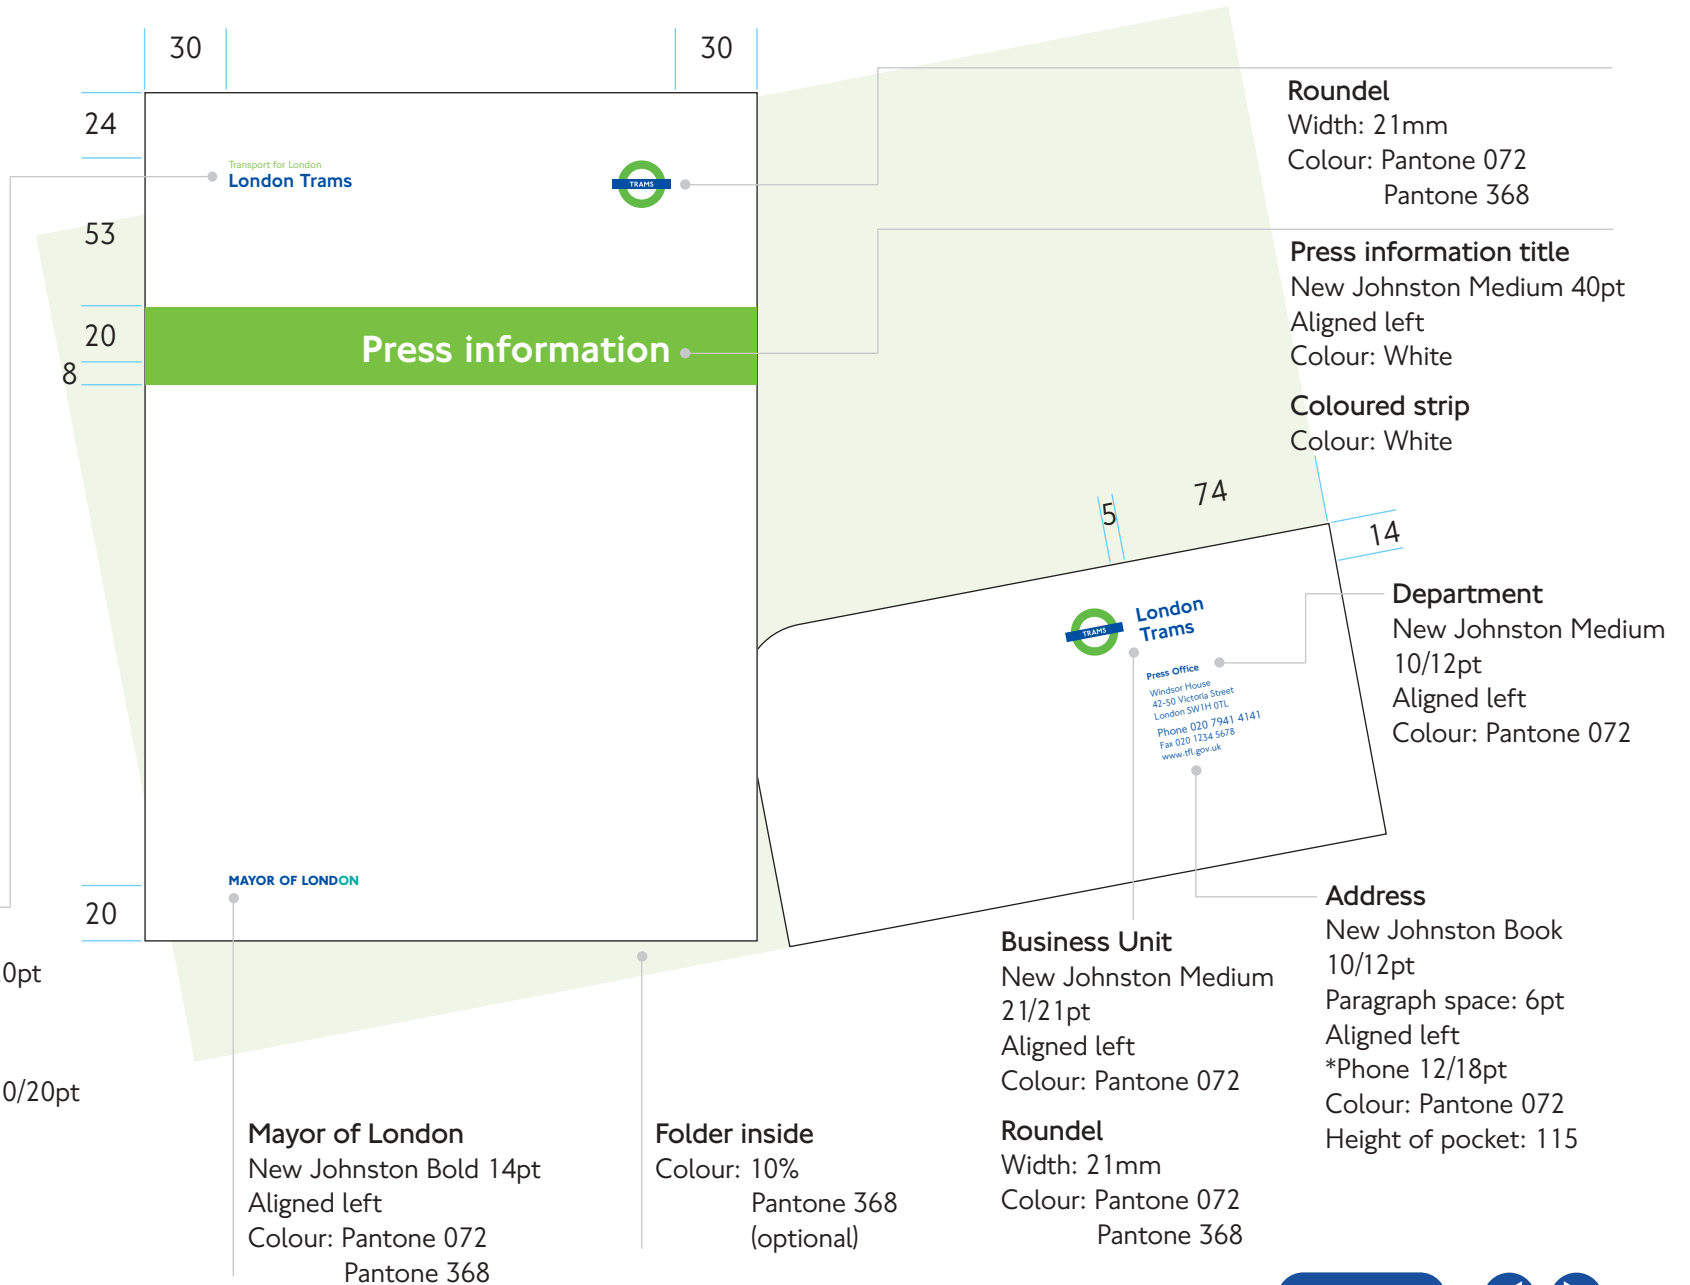 30
30
24
53
20
8
20
Transport for London
London Trams
TRAMS
Press information
MAYOR OF LONDON
Roundel
Width: 21mm
Colour: Pantone 072
Pantone 368
Press information title
New Johnston Medium 40pt
Aligned left
Colour: White
Coloured strip
Colour: White
5
74
14
TRAMS
London
Trams
Press Office
Windsor House
42-50 Victoria Street
London SW1H 0TL
Phone 020 7941 4141
Fax 020 1234 5678
www.tfl.gov.uk
Department
New Johnston Medium
10/12pt
Aligned left
Colour: Pantone 072
Address
New Johnston Book
10/12pt
Paragraph space: 6pt
Aligned left
*Phone 12/18pt
Colour: Pantone 072
Height of pocket: 115
Business Unit
New Johnston Medium
21/21pt
Aligned left
Colour: Pantone 072
Roundel
Width: 21mm
Colour: Pantone 072
Pantone 368
0pt
0/20pt
Mayor of London
New Johnston Bold 14pt
Aligned left
Colour: Pantone 072
Pantone 368
Folder inside
Colour: 10%
Pantone 368
(optional)